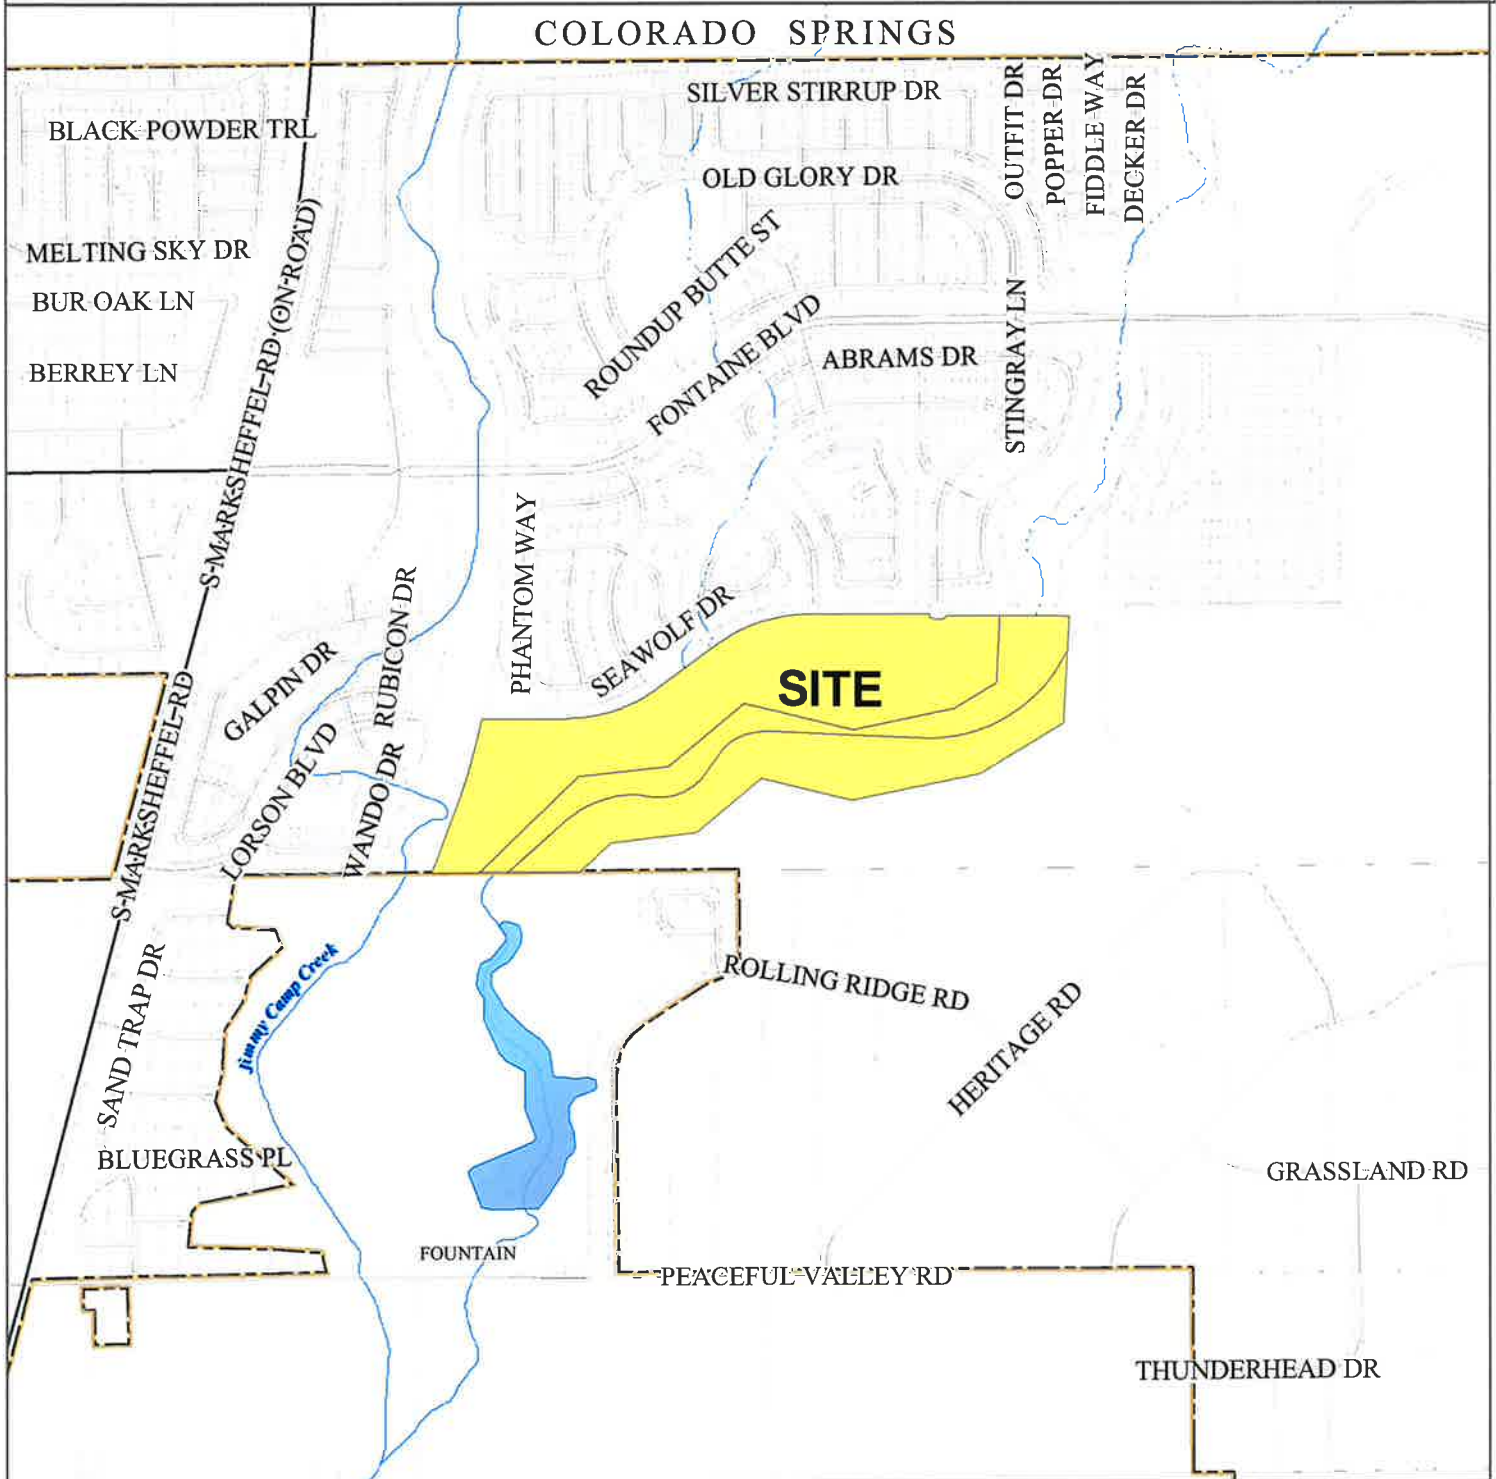 COLORADO SPRINGS
SILVER STIRRUP DR
OUTFIT DR
POPPER DR
FIDDLE WAY
DECKER DR
BLACK POWDER TRL
OLD GLORY DR
MELTING SKY DR
BUR OAK LN
BERREY LN
S MARKSHEFFEL RD (ON ROAD)
ROUNDUP BUTTE ST
FONTAINE BLVD
ABRAMS DR
STINGRAY LN
PHANTOM WAY
RUBICON DR
SEAWOLF DR
GALPIN DR
SITE
S MARKSHEFFEL RD
LORSON BLVD
WANDO DR
SAND TRAP DR
Jimmy Camp Creek
ROLLING RIDGE RD
HERITAGE RD
BLUEGRASS PL
GRASSLAND RD
FOUNTAIN
PEACEFUL VALLEY RD
THUNDERHEAD DR